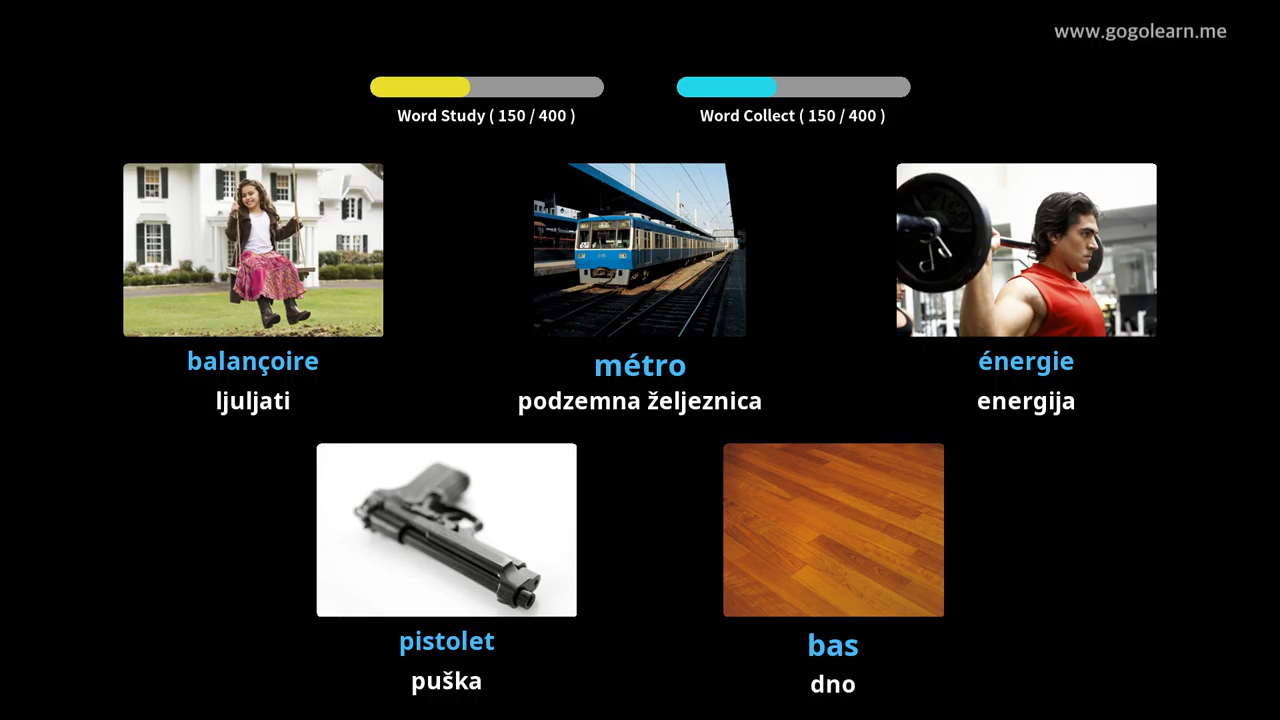 www.gogolearn.me
Word Study ( 150 / 400 )
Word Collect ( 150 / 400 )
balançoire
ljuljati
métro
podzemna željeznica
énergie
energija
pistolet
puška
bas
dno